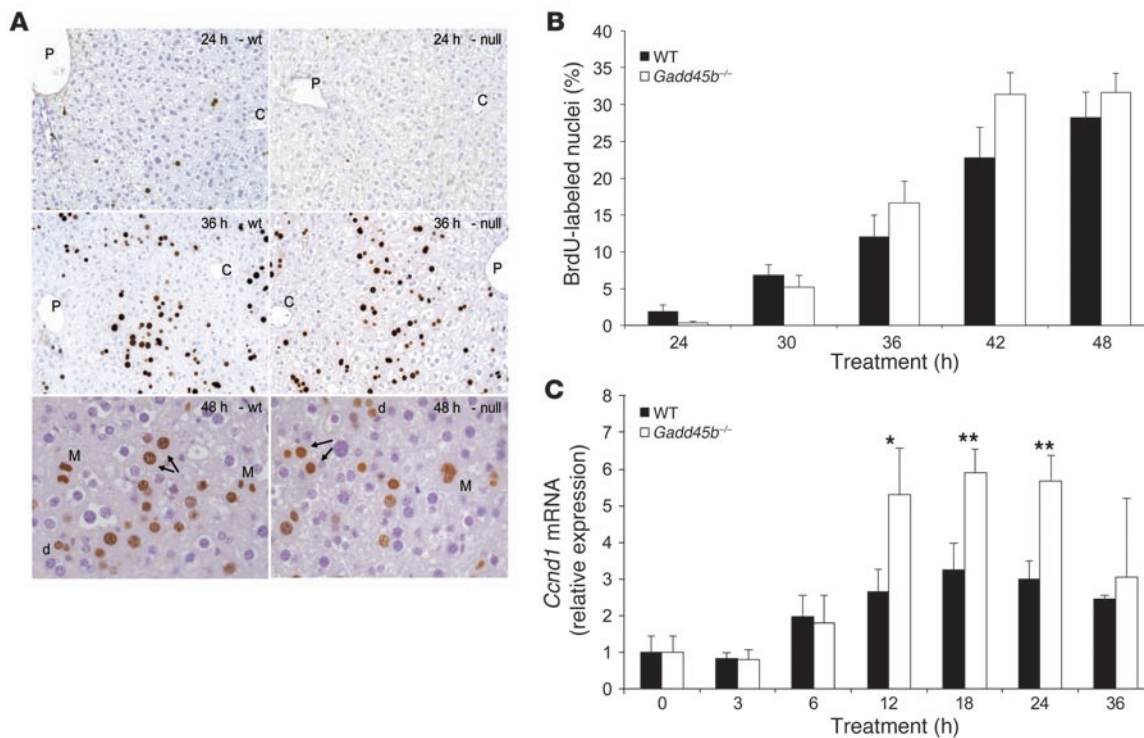 A
24 h - wt
P
C
24 h - null
P
C
36 h - wt
C
P
36 h - null
P
C
48 h - wt
M
M
d
48 h - null
d
M
B
BrdU-labeled nuclei (%)
40
35
30
25
20
15
10
5
0
WT
Gadd45b–/–
24 30 36 42 48
Treatment (h)
C
Ccnd1 mRNA
(relative expression)
8
7
6
5
4
3
2
1
0
WT
Gadd45b–/–
* ** **
0 3 6 12 18 24 36
Treatment (h)